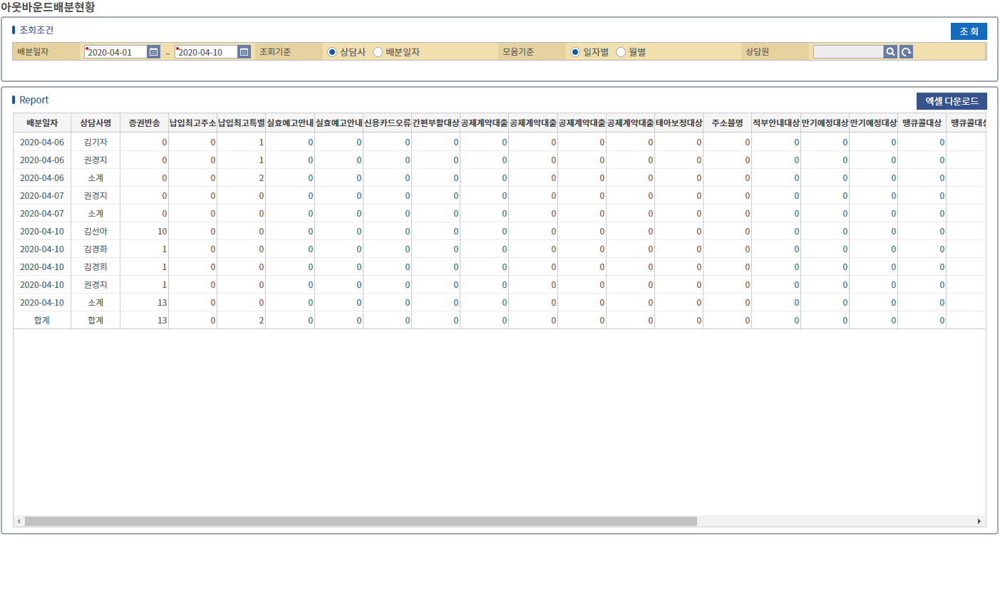 아웃바운드배분현황
조회조건
조 회
배분일자 2020-04-01 ~ 2020-04-10 조회기준 상담사 배분일자 모음기준 일자별 월별 상담원
Report
엑셀 다운로드
배분일자 상담사명 증권반송 납입최고주소 납입최고특별 실효예고안내 실효예고안내 신용카드오류 간편부활대상 공제계약대출 공제계약대출 공제계약대출 공제계약대출 태아보정대상 주소불명 적부안내대상 만기예정대상 만기예정대상 땡큐콜대상 땡큐콜대상
2020-04-06 김기자 0 0 1 0 0 0 0 0 0 0 0 0 0 0 0 0 0
2020-04-06 권경지 0 0 1 0 0 0 0 0 0 0 0 0 0 0 0 0 0
2020-04-06 소계 0 0 2 0 0 0 0 0 0 0 0 0 0 0 0 0 0
2020-04-07 권경지 0 0 0 0 0 0 0 0 0 0 0 0 0 0 0 0 0
2020-04-07 소계 0 0 0 0 0 0 0 0 0 0 0 0 0 0 0 0 0
2020-04-10 김선아 10 0 0 0 0 0 0 0 0 0 0 0 0 0 0 0 0
2020-04-10 김경화 1 0 0 0 0 0 0 0 0 0 0 0 0 0 0 0 0
2020-04-10 김경희 1 0 0 0 0 0 0 0 0 0 0 0 0 0 0 0 0
2020-04-10 권경지 1 0 0 0 0 0 0 0 0 0 0 0 0 0 0 0 0
2020-04-10 소계 13 0 0 0 0 0 0 0 0 0 0 0 0 0 0 0 0
합계 합계 13 0 2 0 0 0 0 0 0 0 0 0 0 0 0 0 0